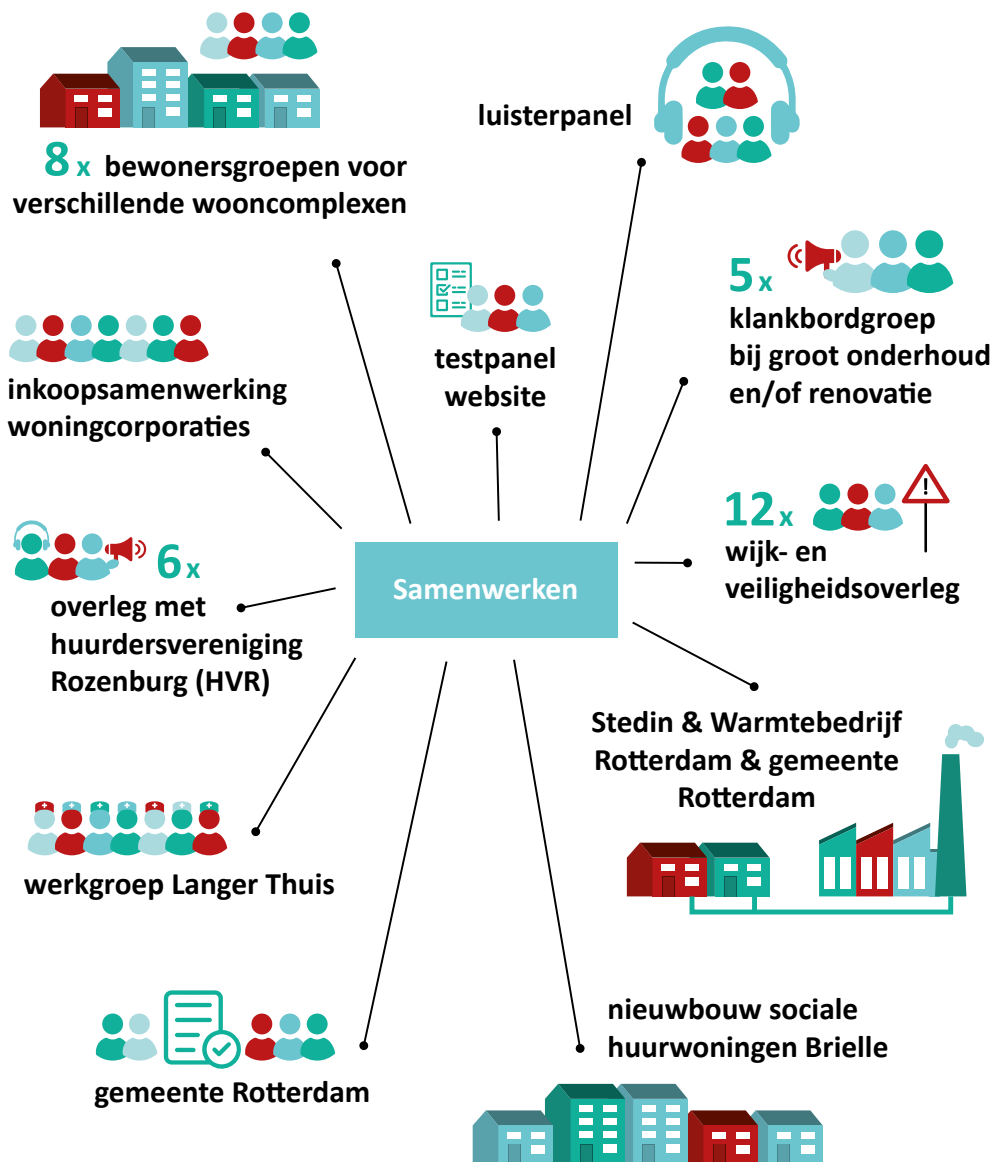 8 x bewonersgroepen voor
verschillende wooncomplexen
luisterpanel
testpanel
website
5 x
klankbordgroep
bij groot onderhoud
en/of renovatie
inkoopsamenwerking
woningcorporaties
12 x
wijk- en
veiligheidsoverleg
!
6 x
overleg met
huurdersvereniging
Rozenburg (HVR)
Samenwerken
Stedin & Warmtebedrijf
Rotterdam & gemeente
Rotterdam
werkgroep Langer Thuis
gemeente Rotterdam
nieuwbouw sociale
huurwoningen Brielle